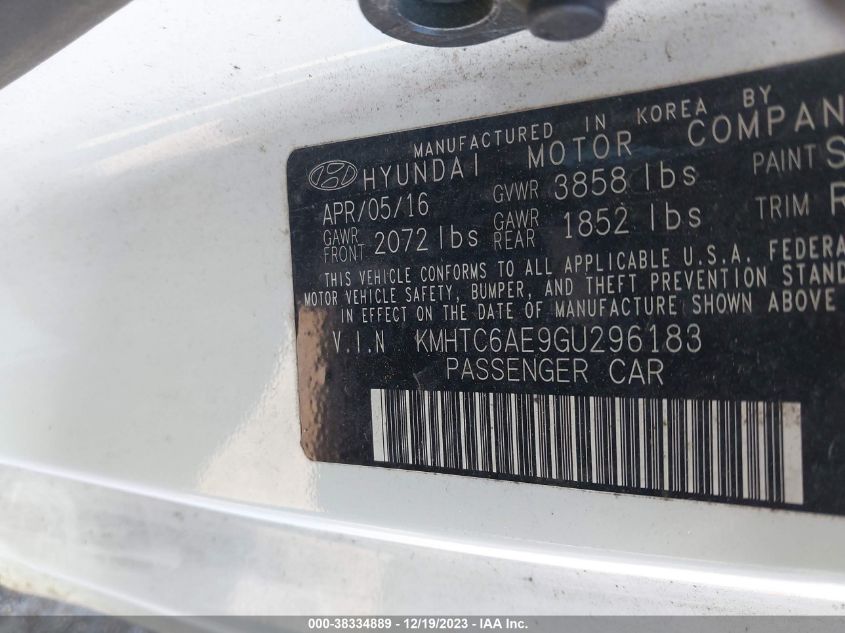 MANUFACTURED IN KOREA BY
HYUNDAI MOTOR COMPAN
APR/05/16 GVWR 3858 lbs PAINT S
GAWR FRONT 2072 lbs GAWR REAR 1852 lbs TRIM R
THIS VEHICLE CONFORMS TO ALL APPLICABLE U.S.A. FEDERA
MOTOR VEHICLE SAFETY, BUMPER, AND THEFT PREVENTION STAND
IN EFFECT ON THE DATE OF MANUFACTURE SHOWN ABOVE
V.I.N KMHTC6AE9GU296183
PASSENGER CAR
000-38334889 - 12/19/2023 - IAA Inc.